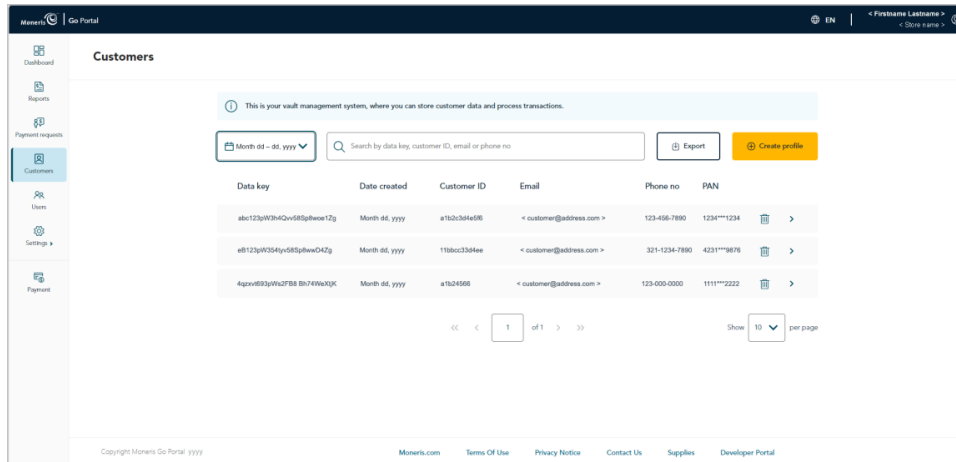 Moneris Go Portal
EN
< Firstname Lastname >
< Store name >
Dashboard
Reports
Payment requests
Customers
Users
Settings
Payment
Customers
This is your vault management system, where you can store customer data and process transactions.
Month dd – dd, yyyy
Search by data key, customer ID, email or phone no
Export
Create profile
Data key Date created Customer ID Email Phone no PAN
abc123pW3h4Qvv58Sp8woe1Zg Month dd, yyyy a1b2c3d4e5f6 < customer@address.com > 123-456-7890 1234***1234
eB123pW354tyv58Sp8wwD4Zg Month dd, yyyy 11bbcc33d4ee < customer@address.com > 321-1234-7890 4231***9876
4qzxvt693pWs2FB8 Bh74WeXtjK Month dd, yyyy a1b24566 < customer@address.com > 123-000-0000 1111***2222
<< < 1 of 1 > >>
Show 10 per page
Copyright Moneris Go Portal yyyy
Moneris.com Terms Of Use Privacy Notice Contact Us Supplies Developer Portal